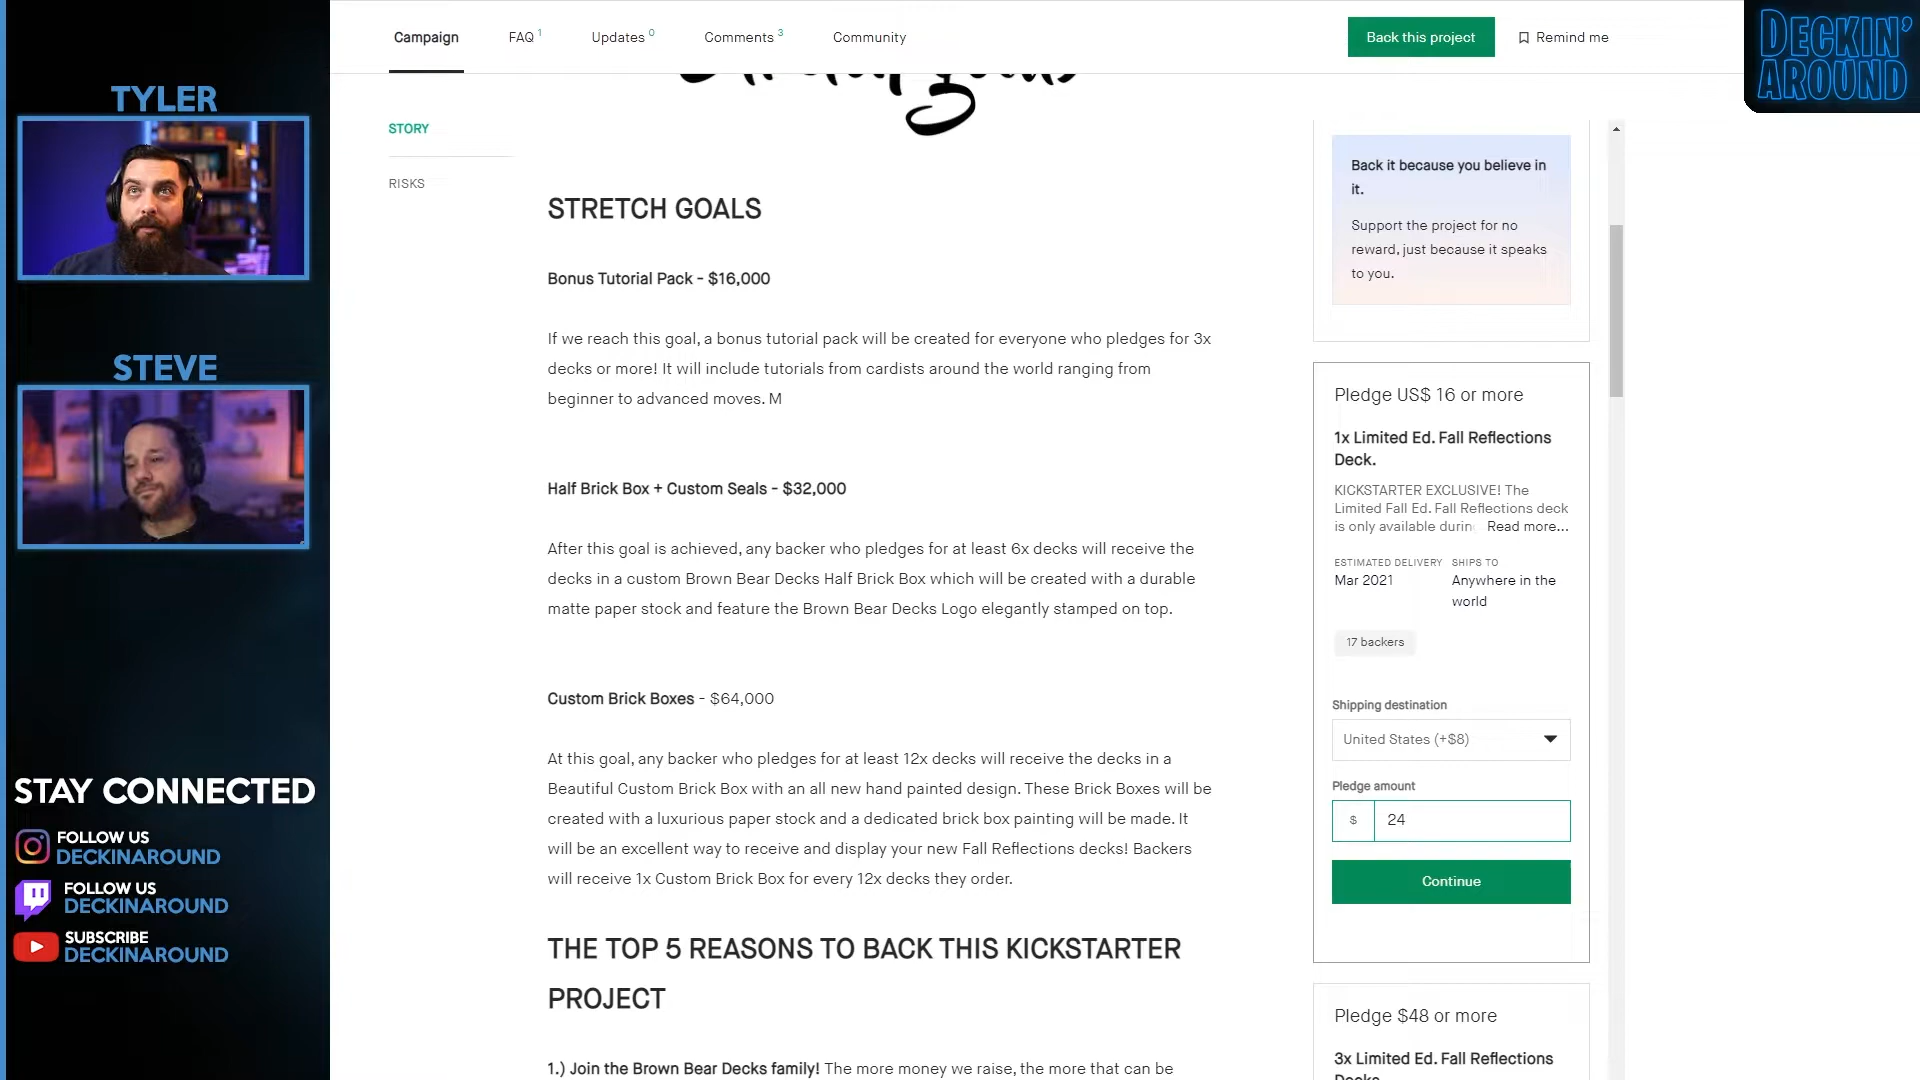 Campaign
FAQ 1
Updates 0
Comments 3
Community
Back this project
Remind me
DECKIN'
AROUND
TYLER
STEVE
STAY CONNECTED
FOLLOW US
DECKINAROUND
FOLLOW US
DECKINAROUND
SUBSCRIBE
DECKINAROUND
STORY
RISKS
STRETCH GOALS
Bonus Tutorial Pack - $16,000
If we reach this goal, a bonus tutorial pack will be created for everyone who pledges for 3x
decks or more! It will include tutorials from cardists around the world ranging from
beginner to advanced moves. M
Half Brick Box + Custom Seals - $32,000
After this goal is achieved, any backer who pledges for at least 6x decks will receive the
decks in a custom Brown Bear Decks Half Brick Box which will be created with a durable
matte paper stock and feature the Brown Bear Decks Logo elegantly stamped on top.
Custom Brick Boxes - $64,000
At this goal, any backer who pledges for at least 12x decks will receive the decks in a
Beautiful Custom Brick Box with an all new hand painted design. These Brick Boxes will be
created with a luxurious paper stock and a dedicated brick box painting will be made. It
will be an excellent way to receive and display your new Fall Reflections decks! Backers
will receive 1x Custom Brick Box for every 12x decks they order.
THE TOP 5 REASONS TO BACK THIS KICKSTARTER
PROJECT
1.) Join the Brown Bear Decks family! The more money we raise, the more that can be
Back it because you believe in
it.
Support the project for no
reward, just because it speaks
to you.
Pledge US$ 16 or more
1x Limited Ed. Fall Reflections
Deck.
KICKSTARTER EXCLUSIVE! The
Limited Fall Ed. Fall Reflections deck
is only available durin Read more...
ESTIMATED DELIVERY
Mar 2021
SHIPS TO
Anywhere in the
world
17 backers
Shipping destination
United States (+$8)
Pledge amount
$ 24
Continue
Pledge $48 or more
3x Limited Ed. Fall Reflections